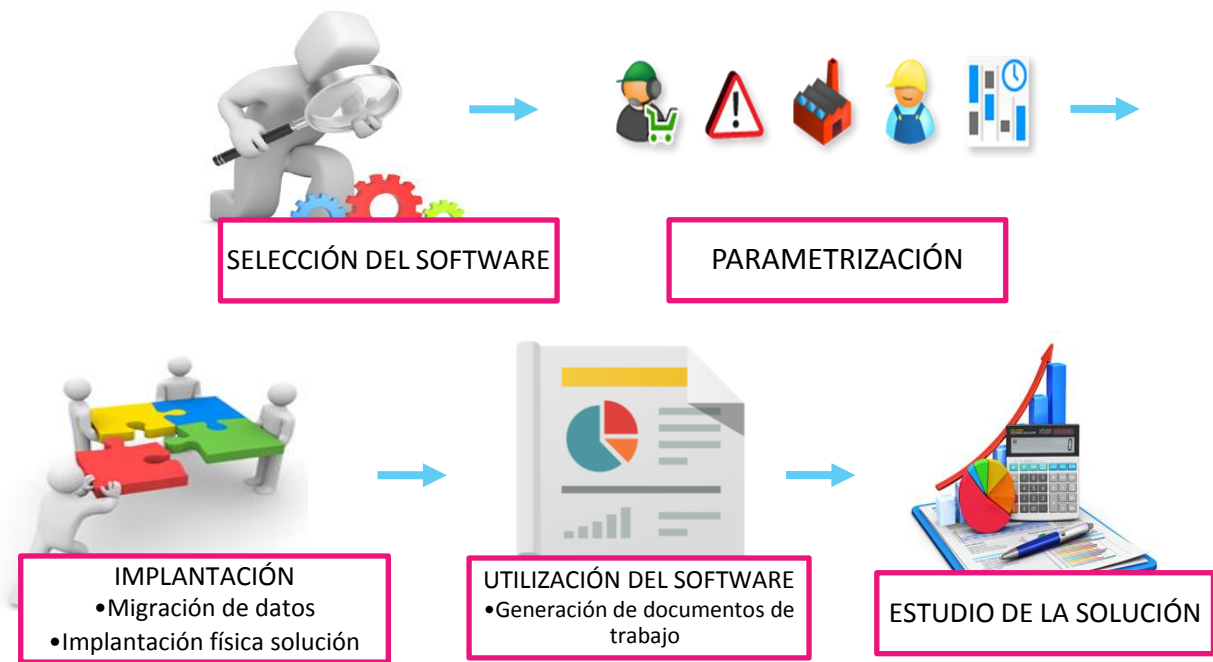 SELECCIÓN DEL SOFTWARE
PARAMETRIZACIÓN
IMPLANTACIÓN
•Migración de datos
•Implantación física solución
UTILIZACIÓN DEL SOFTWARE
•Generación de documentos de
trabajo
ESTUDIO DE LA SOLUCIÓN